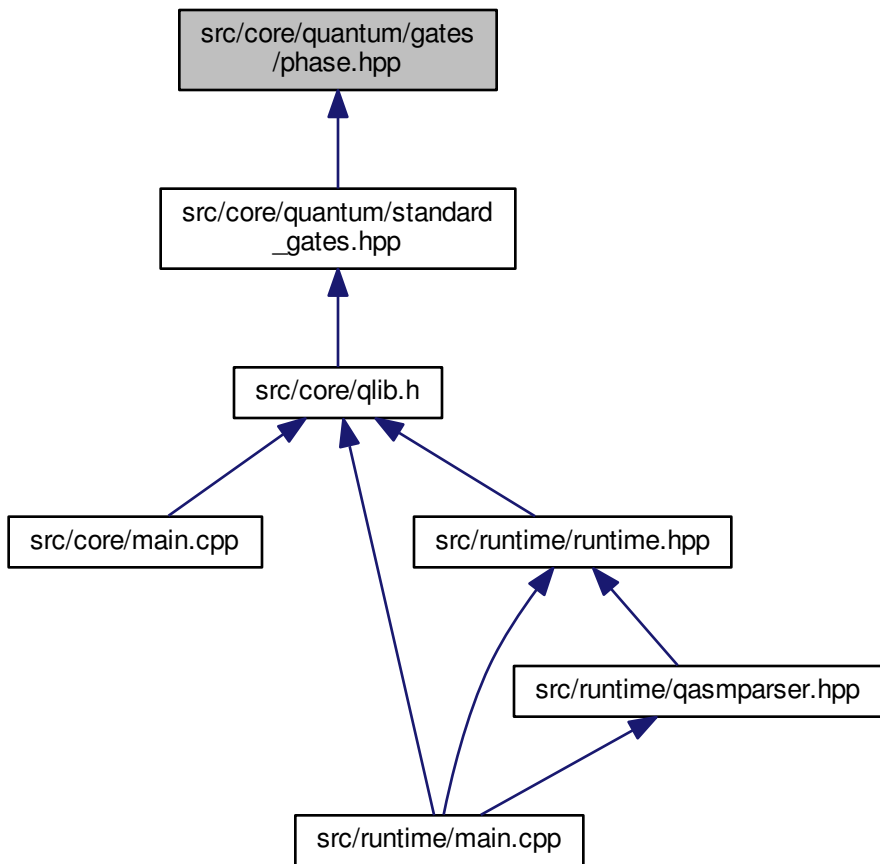 src/core/quantum/gates
/phase.hpp
src/core/quantum/standard
_gates.hpp
src/core/qlib.h
src/core/main.cpp
src/runtime/runtime.hpp
src/runtime/qasmparser.hpp
src/runtime/main.cpp